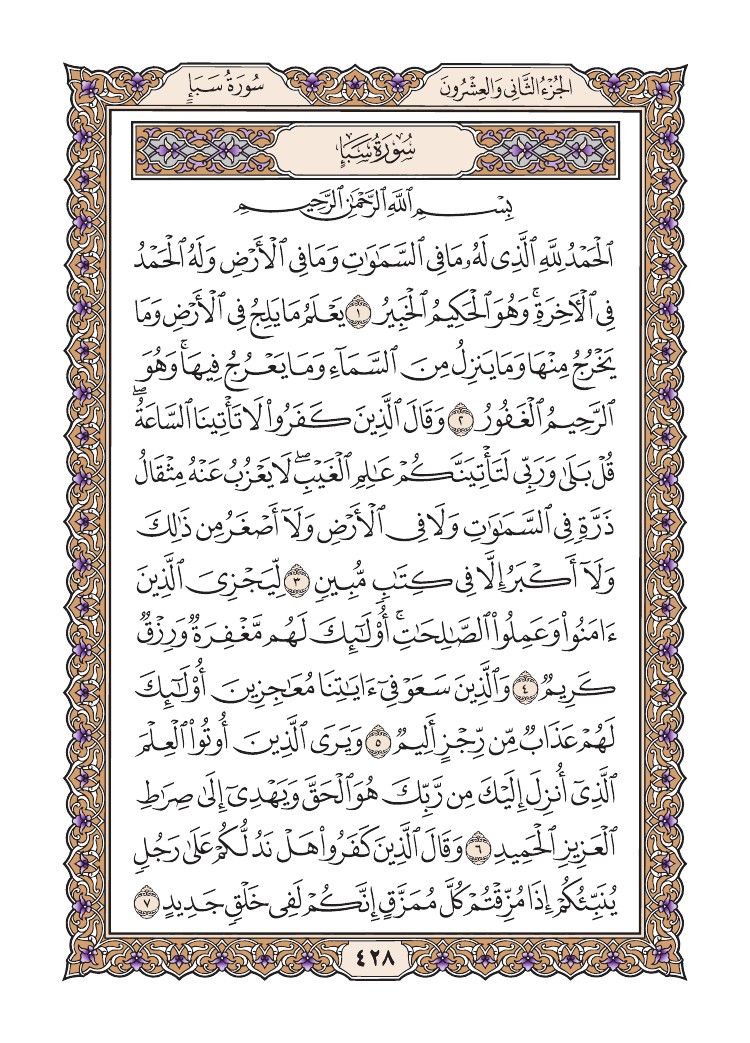 الجُزْءُ الثَّانِي وَالعِشْرُونَ
سُورَةُ سَبَإٍ
سُورَةُ سَبَإٍ
بِسْمِ ٱللَّهِ ٱلرَّحْمَٰنِ ٱلرَّحِيمِ
ٱلْحَمْدُ لِلَّهِ ٱلَّذِى لَهُۥ مَا فِى ٱلسَّمَٰوَٰتِ وَمَا فِى ٱلْأَرْضِ وَلَهُ ٱلْحَمْدُ
فِى ٱلْءَاخِرَةِۚ وَهُوَ ٱلْحَكِيمُ ٱلْخَبِيرُ ١ يَعْلَمُ مَا يَلِجُ فِى ٱلْأَرْضِ وَمَا
يَخْرُجُ مِنْهَا وَمَا يَنزِلُ مِنَ ٱلسَّمَآءِ وَمَا يَعْرُجُ فِيهَاۚ وَهُوَ
ٱلرَّحِيمُ ٱلْغَفُورُ ٢ وَقَالَ ٱلَّذِينَ كَفَرُوا۟ لَا تَأْتِينَا ٱلسَّاعَةُۖ
قُلْ بَلَىٰ وَرَبِّى لَتَأْتِيَنَّكُمْ عَٰلِمِ ٱلْغَيْبِۖ لَا يَعْزُبُ عَنْهُ مِثْقَالُ
ذَرَّةٍ فِى ٱلسَّمَٰوَٰتِ وَلَا فِى ٱلْأَرْضِ وَلَآ أَصْغَرُ مِن ذَٰلِكَ
وَلَآ أَكْبَرُ إِلَّا فِى كِتَٰبٍ مُّبِينٍ ٣ لِّيَجْزِىَ ٱلَّذِينَ
ءَامَنُوا۟ وَعَمِلُوا۟ ٱلصَّٰلِحَٰتِۚ أُو۟لَٰٓئِكَ لَهُم مَّغْفِرَةٌ وَرِزْقٌ
كَرِيمٌ ٤ وَٱلَّذِينَ سَعَوْ فِىٓ ءَايَٰتِنَا مُعَٰجِزِينَ أُو۟لَٰٓئِكَ
لَهُمْ عَذَابٌ مِّن رِّجْزٍ أَلِيمٌ ٥ وَيَرَى ٱلَّذِينَ أُوتُوا۟ ٱلْعِلْمَ
ٱلَّذِىٓ أُنزِلَ إِلَيْكَ مِن رَّبِّكَ هُوَ ٱلْحَقَّ وَيَهْدِىٓ إِلَىٰ صِرَٰطِ
ٱلْعَزِيزِ ٱلْحَمِيدِ ٦ وَقَالَ ٱلَّذِينَ كَفَرُوا۟ هَلْ نَدُلُّكُمْ عَلَىٰ رَجُلٍ
يُنَبِّئُكُمْ إِذَا مُزِّقْتُمْ كُلَّ مُمَزَّقٍ إِنَّكُمْ لَفِى خَلْقٍ جَدِيدٍ ٧
٤٢٨